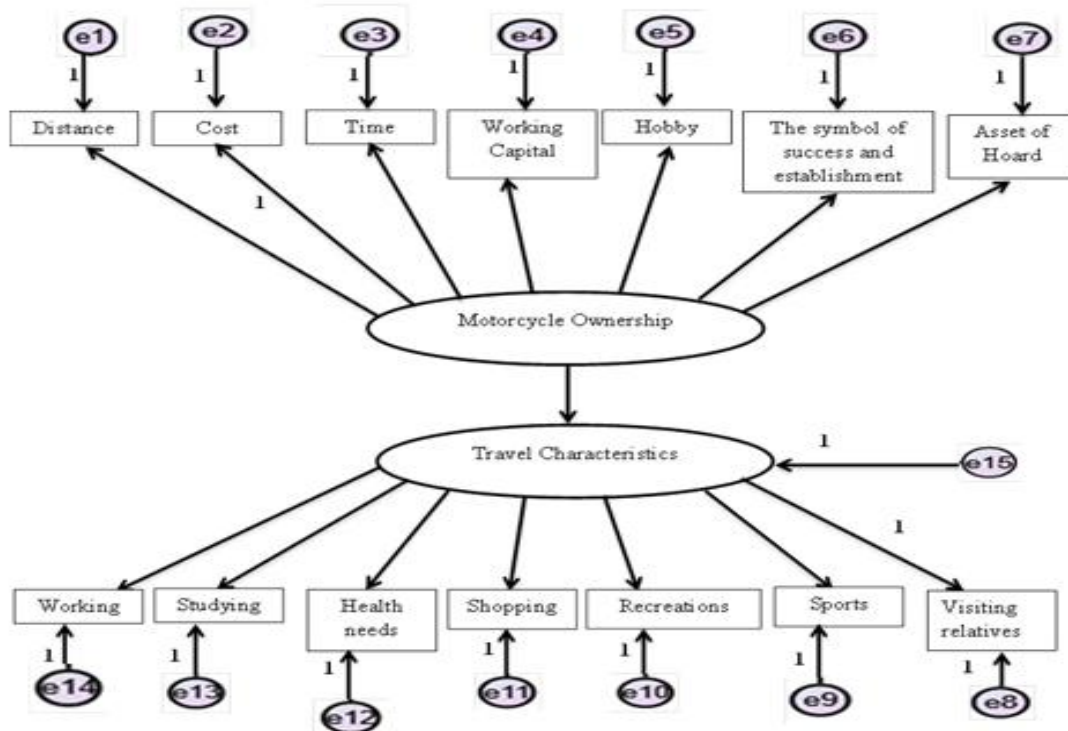 e1
e2
e3
e4
e5
e6
e7
1
1
1
1
1
1
1
Distance
Cost
Time
Working
Capital
Hobby
The symbol of
success and
establishment
Asset of
Hoard
1
Motorcycle Ownership
Travel Characteristics
1
e15
1
Working
Studying
Health
needs
Shopping
Recreations
Sports
Visiting
relatives
1
1
1
1
1
1
1
e14
e13
e12
e11
e10
e9
e8